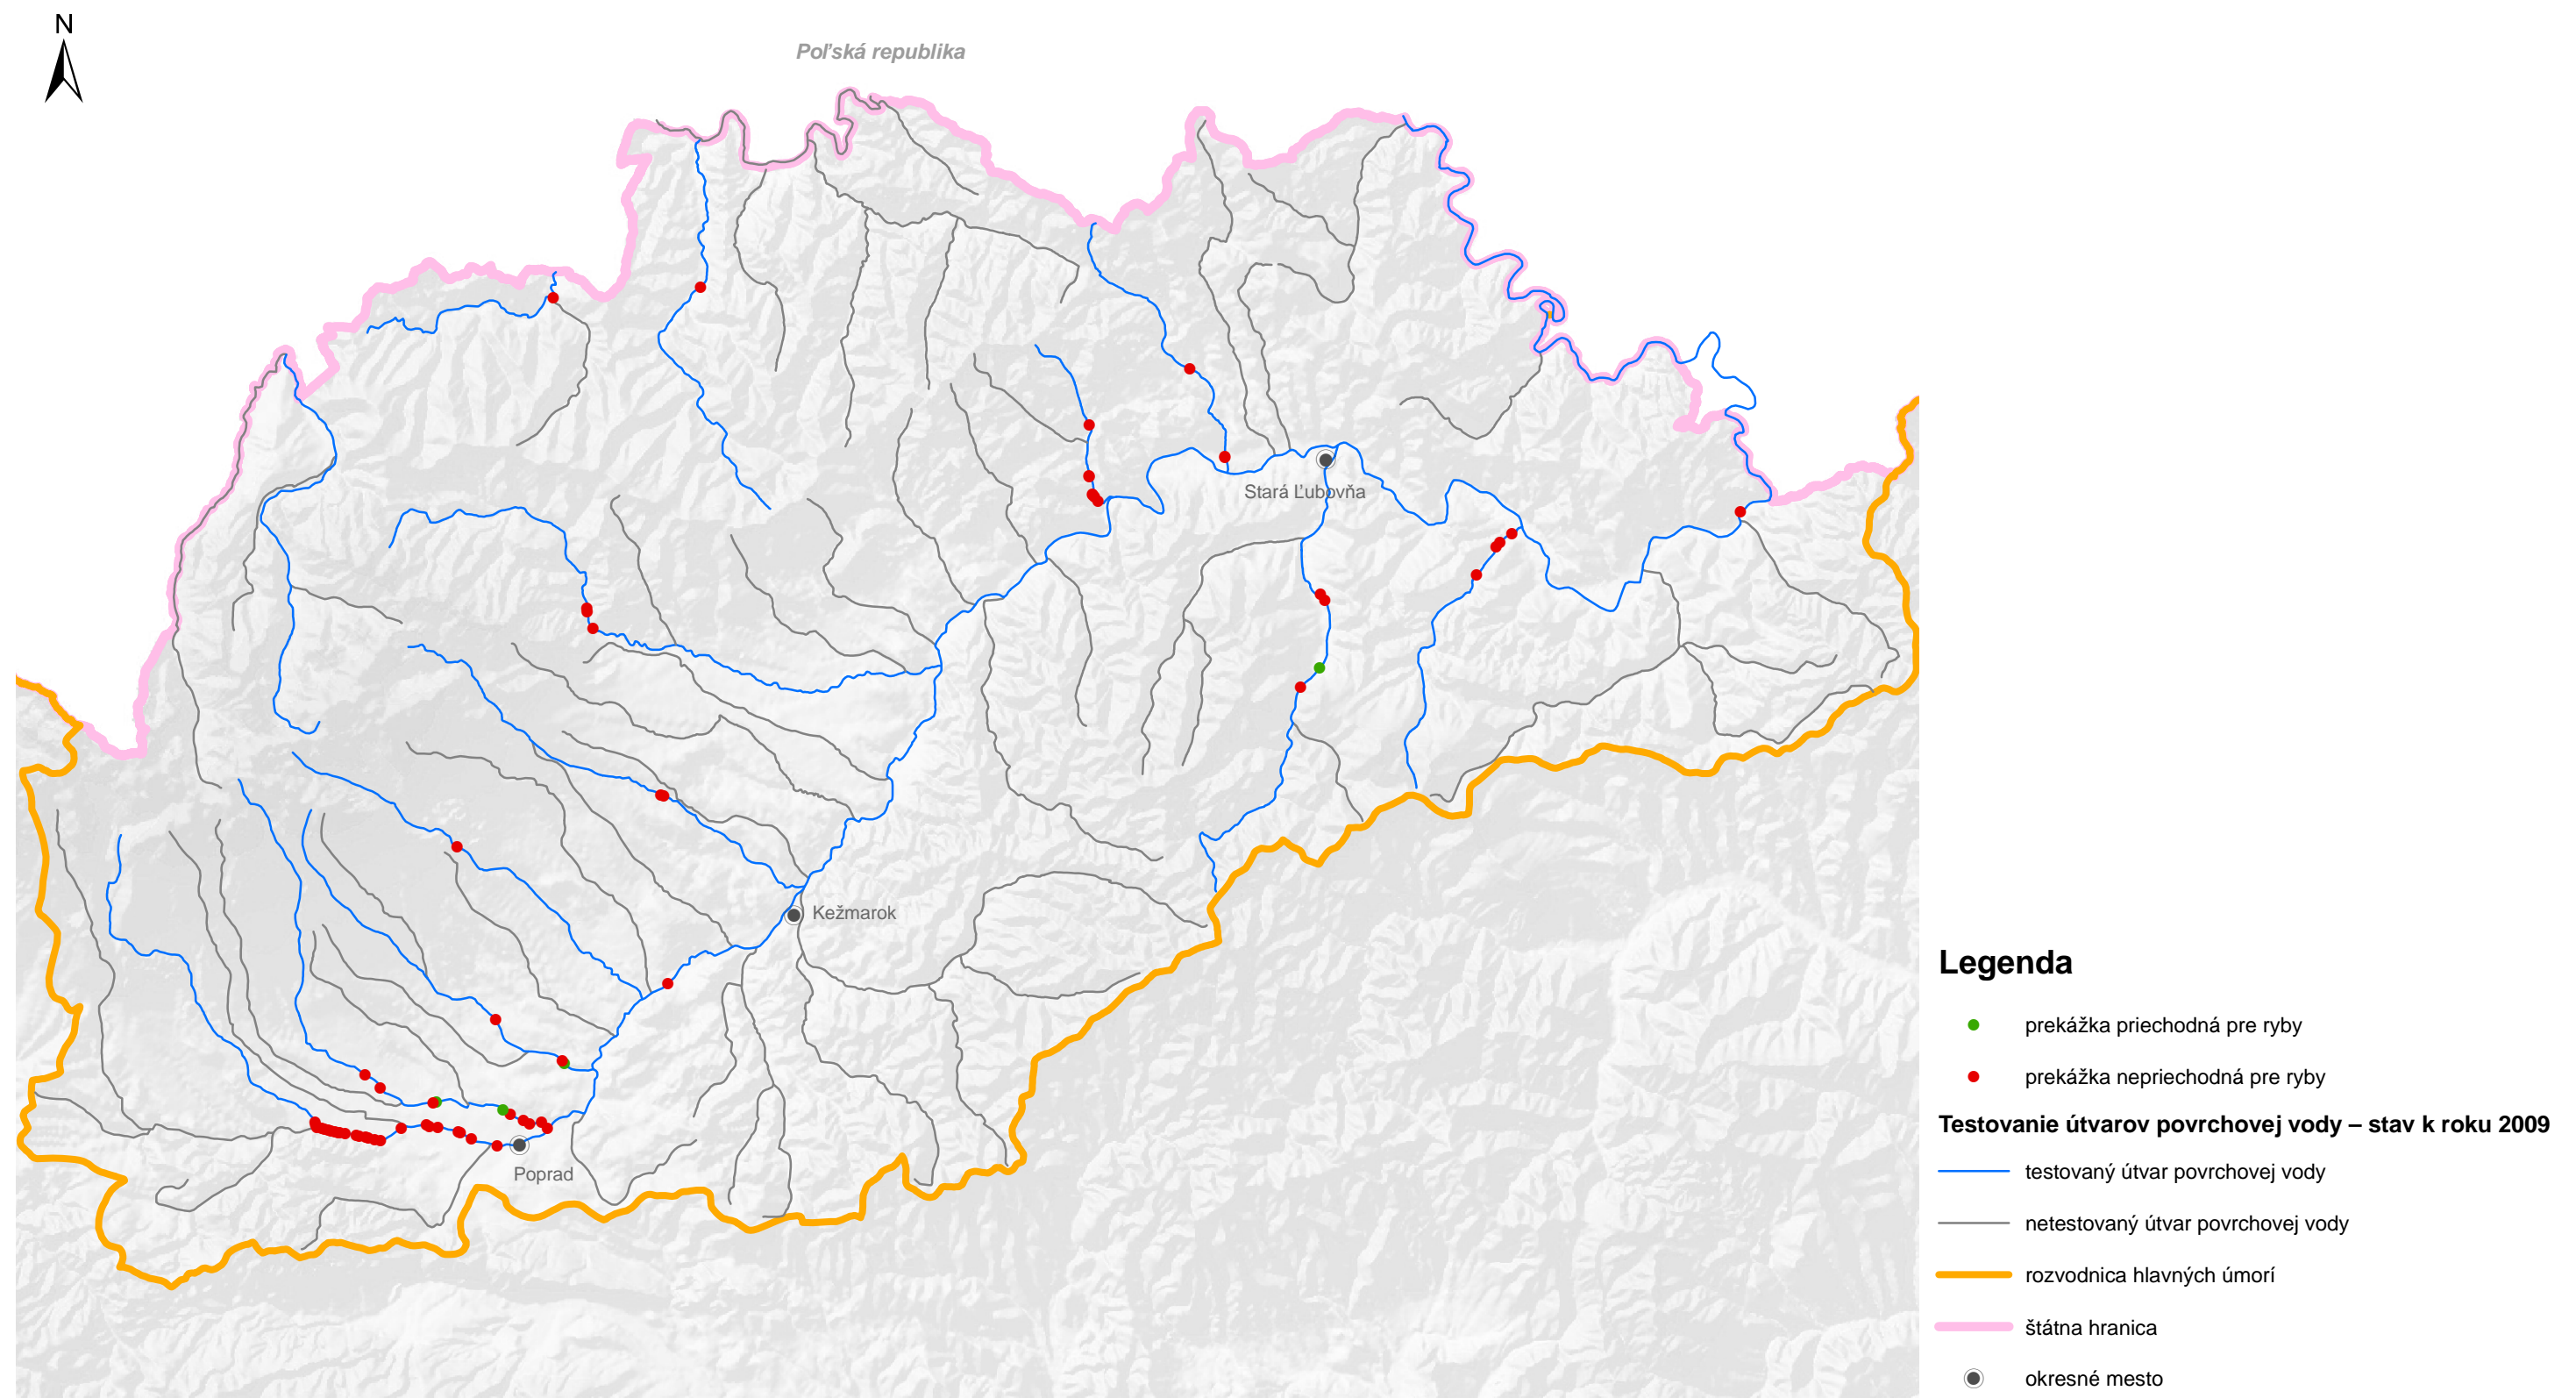 N
Poľská republika
Stará Ľubovňa
Kežmarok
Poprad
Legenda
prekážka priechodná pre ryby
prekážka nepriechodná pre ryby
Testovanie útvarov povrchovej vody – stav k roku 2009
testovaný útvar povrchovej vody
netestovaný útvar povrchovej vody
rozvodnica hlavných úmorí
štátna hranica
okresné mesto